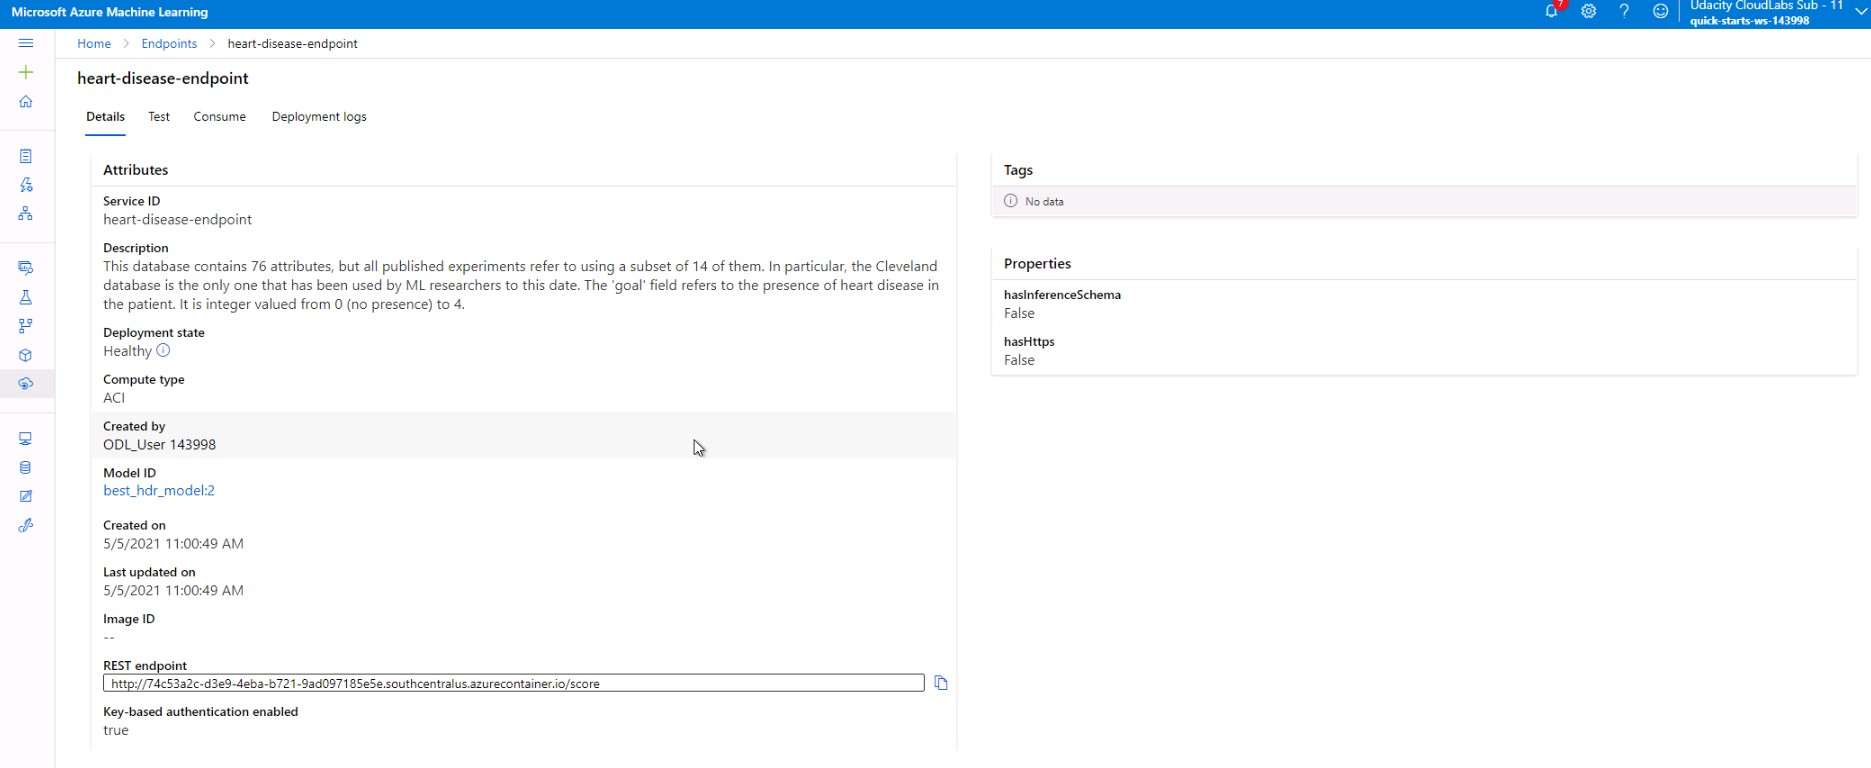 Microsoft Azure Machine Learning
7
Udacity CloudLabs Sub - 11
quick-starts-ws-143998
Home > Endpoints > heart-disease-endpoint
heart-disease-endpoint
Details Test Consume Deployment logs
Attributes
Service ID
heart-disease-endpoint
Description
This database contains 76 attributes, but all published experiments refer to using a subset of 14 of them. In particular, the Cleveland
database is the only one that has been used by ML researchers to this date. The 'goal' field refers to the presence of heart disease in
the patient. It is integer valued from 0 (no presence) to 4.
Deployment state
Healthy
Compute type
ACI
Created by
ODL_User 143998
Model ID
best_hdr_model:2
Created on
5/5/2021 11:00:49 AM
Last updated on
5/5/2021 11:00:49 AM
Image ID
--
REST endpoint
http://74c53a2c-d3e9-4eba-b721-9ad097185e5e.southcentralus.azurecontainer.io/score
Key-based authentication enabled
true
Tags
No data
Properties
hasInferenceSchema
False
hasHttps
False